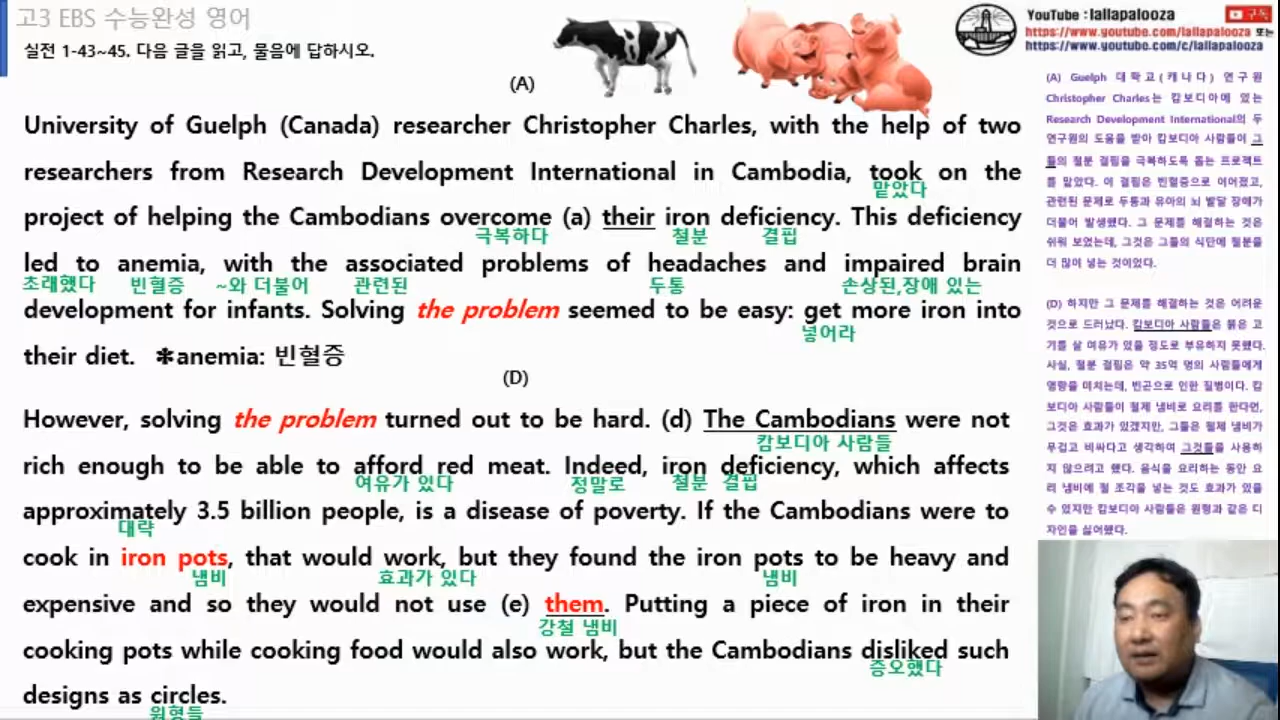 고3 EBS 수능완성 영어
실전 1-43~45. 다음 글을 읽고, 물음에 답하시오.
YouTube : lallapalooza
구독
https://www.youtube.com/lallapalooza 또는
https://www.youtube.com/c/lallapalooza
(A)
University of Guelph (Canada) researcher Christopher Charles, with the help of two
researchers from Research Development International in Cambodia, took on the
맡았다
project of helping the Cambodians overcome (a) their iron deficiency. This deficiency
극복하다 철분 결핍
led to anemia, with the associated problems of headaches and impaired brain
초래했다 빈혈증 ~와 더불어 관련된 두통 손상된,장애 있는
development for infants. Solving the problem seemed to be easy: get more iron into
넣어라
their diet. ✻anemia: 빈혈증
(D)
However, solving the problem turned out to be hard. (d) The Cambodians were not
캄보디아 사람들
rich enough to be able to afford red meat. Indeed, iron deficiency, which affects
여유가 있다 정말로 철분 결핍
approximately 3.5 billion people, is a disease of poverty. If the Cambodians were to
대략
cook in iron pots, that would work, but they found the iron pots to be heavy and
냄비 효과가 있다 냄비
expensive and so they would not use (e) them. Putting a piece of iron in their
강철 냄비
cooking pots while cooking food would also work, but the Cambodians disliked such
증오했다
designs as circles.
원형들
(A) Guelph 대학교(캐나다) 연구원
Christopher Charles는 캄보디아에 있는
Research Development International의 두
연구원의 도움을 받아 캄보디아 사람들이 그
들의 철분 결핍을 극복하도록 돕는 프로젝트
를 맡았다. 이 결핍은 빈혈증으로 이어졌고,
관련된 문제로 두통과 유아의 뇌 발달 장애가
더불어 발생했다. 그 문제를 해결하는 것은
쉬워 보였는데, 그것은 그들의 식단에 철분을
더 많이 넣는 것이었다.
(D) 하지만 그 문제를 해결하는 것은 어려운
것으로 드러났다. 캄보디아 사람들은 붉은 고
기를 살 여유가 있을 정도로 부유하지 못했다.
사실, 철분 결핍은 약 35억 명의 사람들에게
영향을 미치는데, 빈곤으로 인한 질병이다. 캄
보디아 사람들이 철제 냄비로 요리를 한다면,
그것은 효과가 있겠지만, 그들은 철제 냄비가
무겁고 비싸다고 생각하여 그것들을 사용하
지 않으려고 했다. 음식을 요리하는 동안 요
리 냄비에 철 조각을 넣는 것도 효과가 있을
수 있지만 캄보디아 사람들은 원형과 같은 디
자인을 싫어했다.